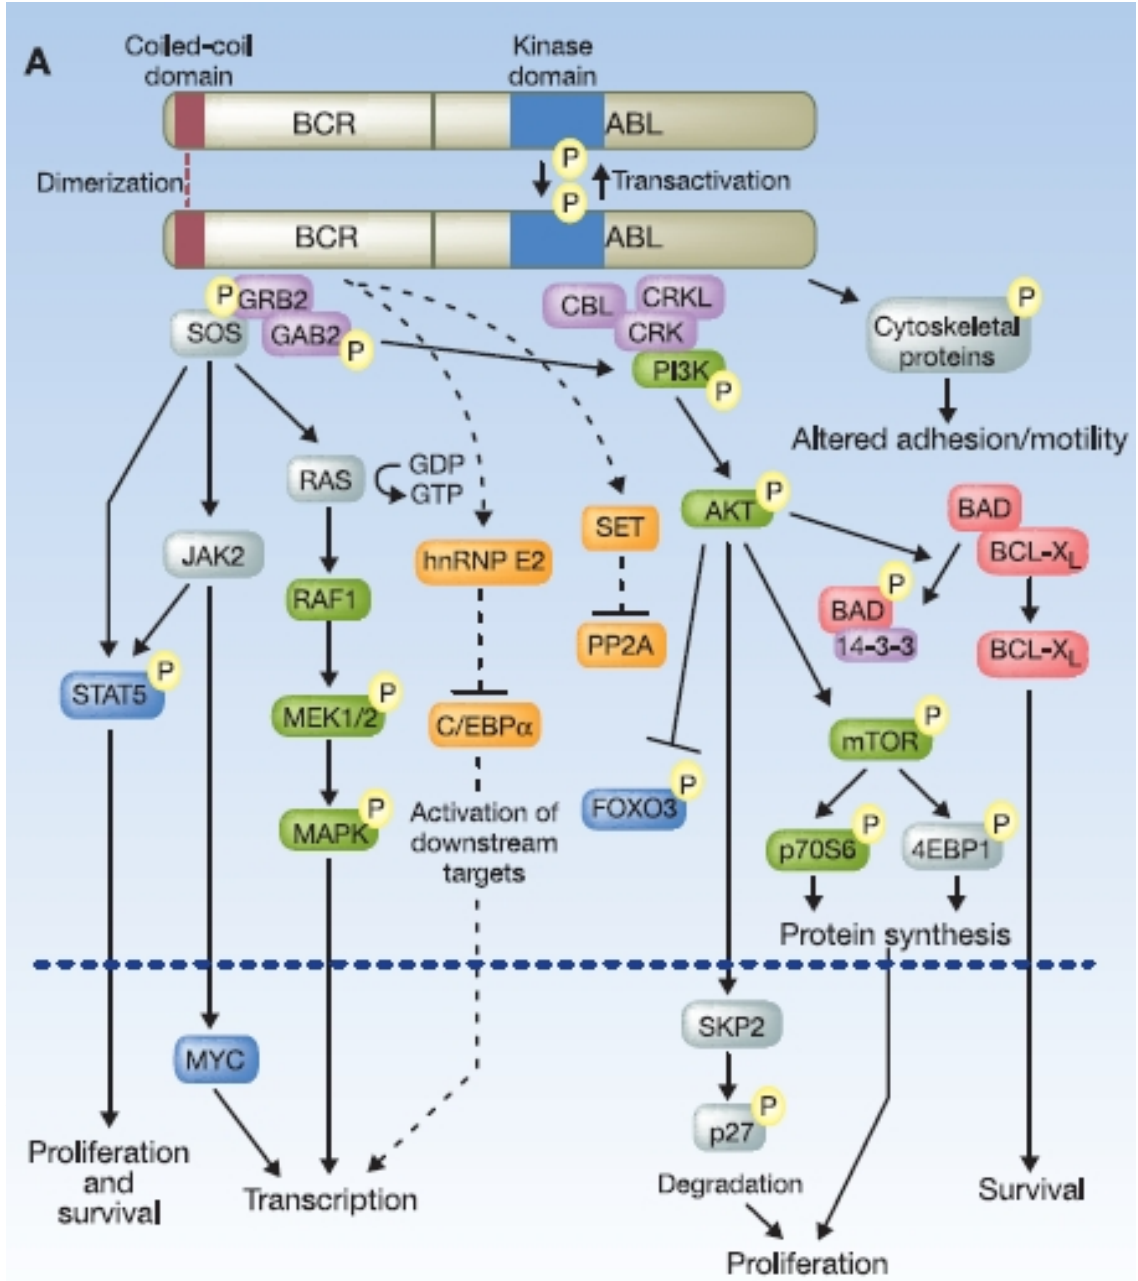 A
Coiled-coil
domain
Kinase
domain
BCR
ABL
P
Dimerization
P
Transactivation
BCR
ABL
P
GRB2
SOS
GAB2
P
CBL
CRKL
CRK
PI3K
P
P
Cytoskeletal
proteins
Altered adhesion/motility
RAS
GDP
GTP
JAK2
hnRNP E2
SET
AKT
P
BAD
BCL-XL
RAF1
PP2A
P
BAD
14-3-3
BCL-XL
STAT5
P
MEK1/2
P
C/EBPα
mTOR
P
MAPK
P
Activation of
downstream
targets
FOXO3
P
p70S6
P
4EBP1
P
Protein synthesis
SKP2
MYC
p27
P
Proliferation
and
survival
Transcription
Degradation
Survival
Proliferation